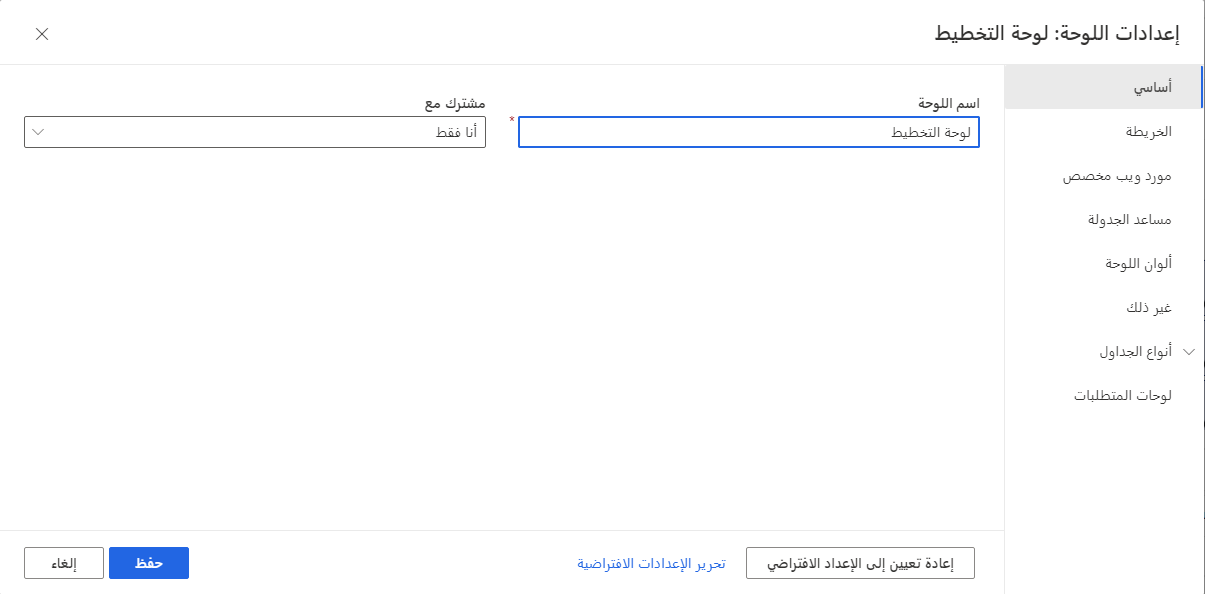 إعدادات اللوحة: لوحة التخطيط
أساسي
الخريطة
مورد ويب مخصص
مساعد الجدولة
ألوان اللوحة
غير ذلك
أنواع الجداول
لوحات المتطلبات
اسم اللوحة
لوحة التخطيط
*
مشترك مع
أنا فقط
إعادة تعيين إلى الإعداد الافتراضي
تحرير الإعدادات الافتراضية
حفظ
إلغاء